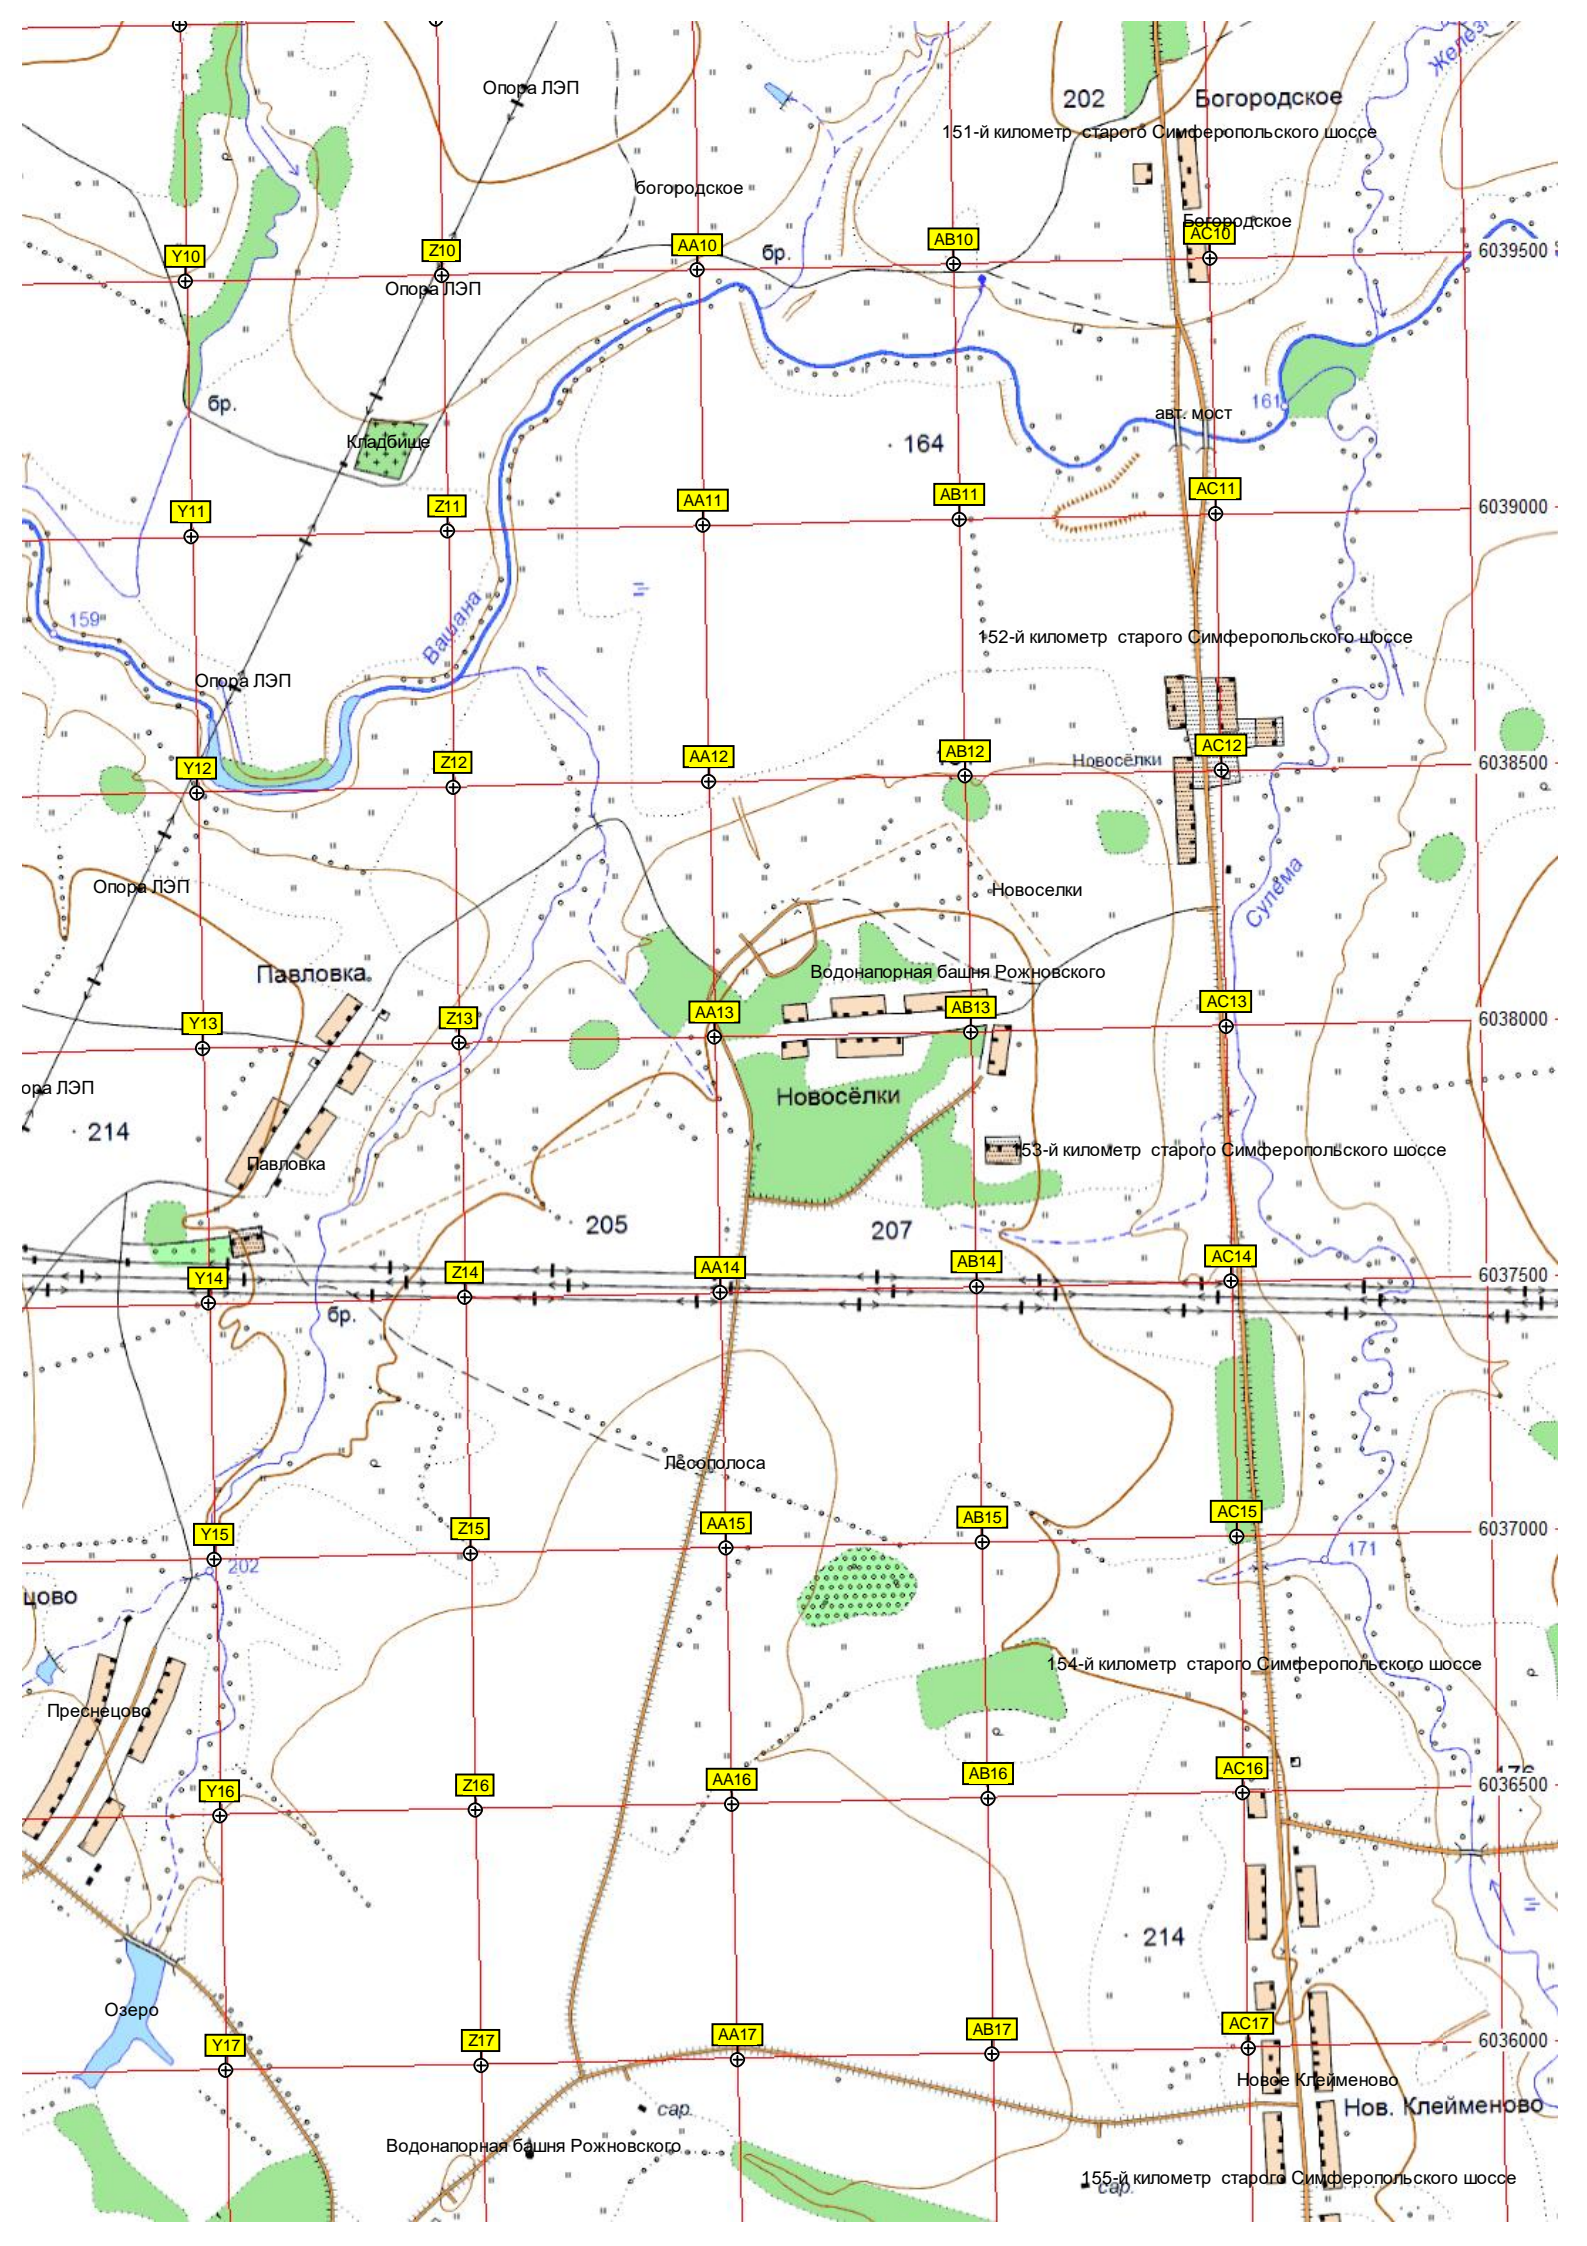 Опора ЛЭП
202
Богородское
151-й километр  старого Симферопольского шоссе
богородское
Богородское
Y10
Z10
AA10
бр.
AB10
AC10
6039500
Опора ЛЭП
бр.
161
авт. мост
Кладбище
164
Y11
Z11
AA11
AB11
AC11
6039000
159
Вашана
152-й километр  старого Симферопольского шоссе
Опора ЛЭП
Y12
Z12
AA12
AB12
Новосёлки
AC12
6038500
Опора ЛЭП
Новоселки
Сулема
Павловка
Водонапорная башня Рожновского
Y13
Z13
AA13
AB13
AC13
6038000
ора ЛЭП
Новосёлки
214
153-й километр  старого Симферопольского шоссе
Павловка
205
207
Y14
Z14
AA14
AB14
AC14
6037500
бр.
Лесополоса
Y15
Z15
AA15
AB15
AC15
6037000
171
202
цово
154-й километр  старого Симферопольского шоссе
Преснецово
Y16
Z16
AA16
AB16
AC16
6036500
214
Озеро
Y17
Z17
AA17
AB17
AC17
6036000
Новое Клейменово
сар.
Нов. Клейменово
Водонапорная башня Рожновского
155-й километр  старого Симферопольского шоссе
сар.